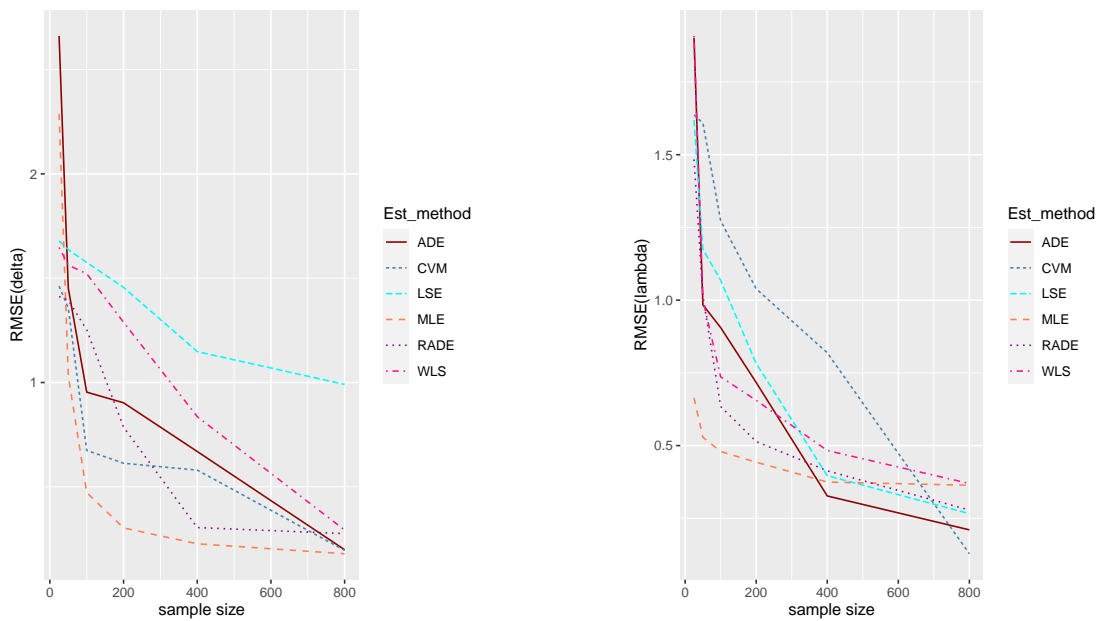 RMSE(delta)
2
1
0
200
400
600
800
sample size
Est_method
ADE
CVM
LSE
MLE
RADE
WLS
RMSE(lambda)
1.5
1.0
0.5
0
200
400
600
800
sample size
Est_method
ADE
CVM
LSE
MLE
RADE
WLS